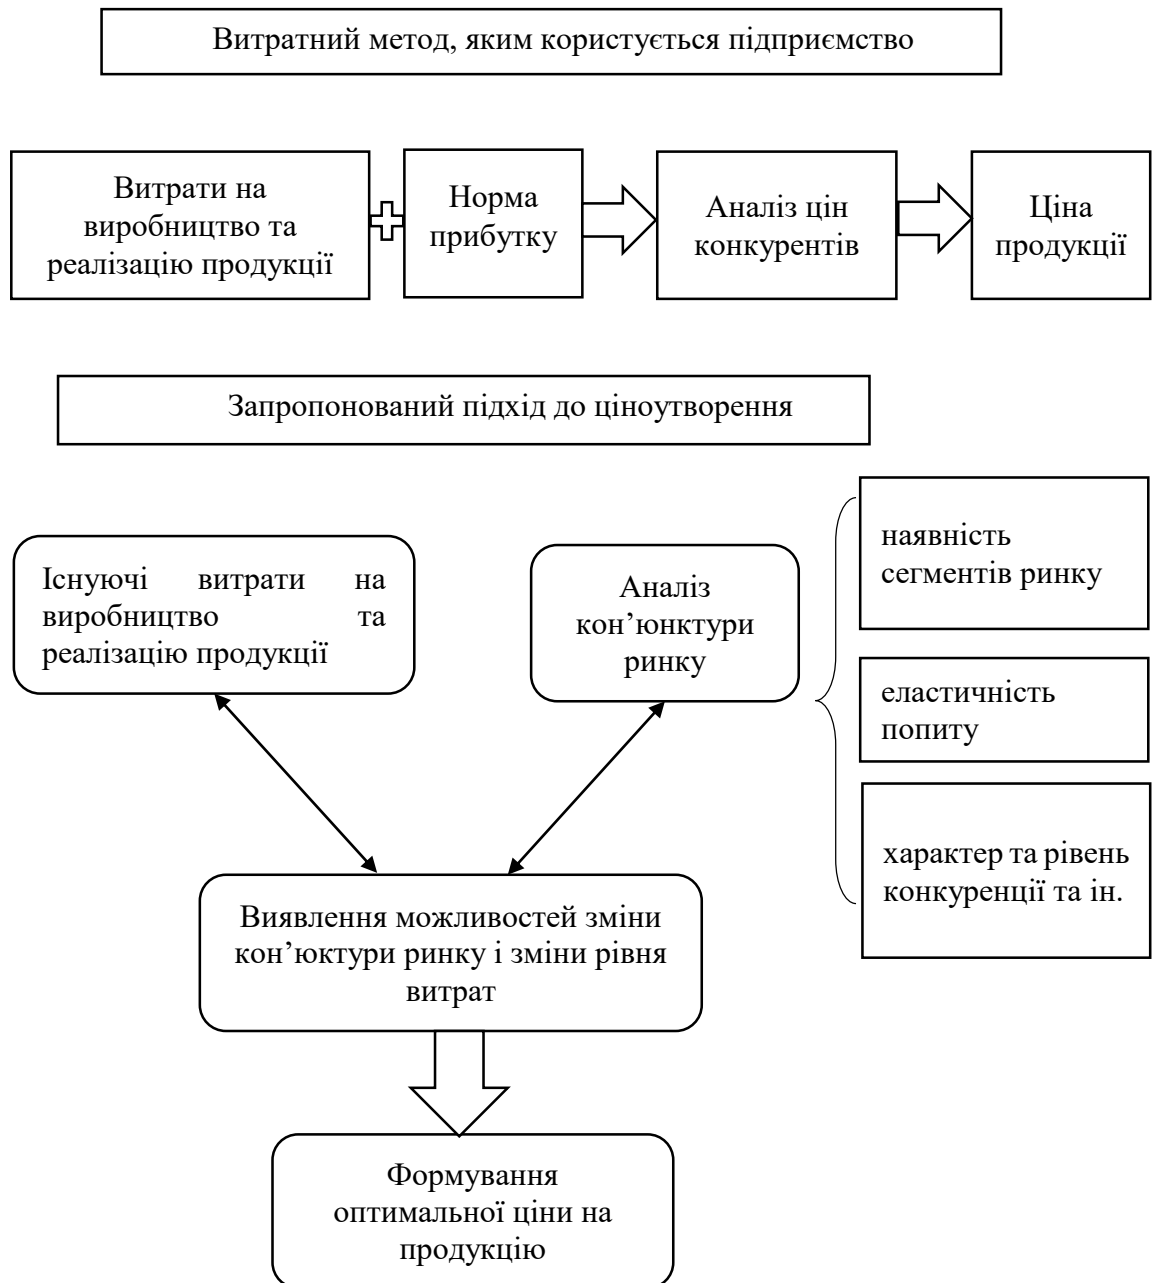 Витратний метод, яким користується підприємство
Витрати на
виробництво та
реалізацію продукції
Норма
прибутку
Аналіз цін
конкурентів
Ціна
продукції
Запропонований підхід до ціноутворення
Існуючі витрати на
виробництво та
реалізацію продукції
Аналіз
кон’юнктури
ринку
наявність
сегментів ринку
еластичність
попиту
характер та рівень
конкуренції та ін.
Виявлення можливостей зміни
кон’юктури ринку і зміни рівня
витрат
Формування
оптимальної ціни на
продукцію